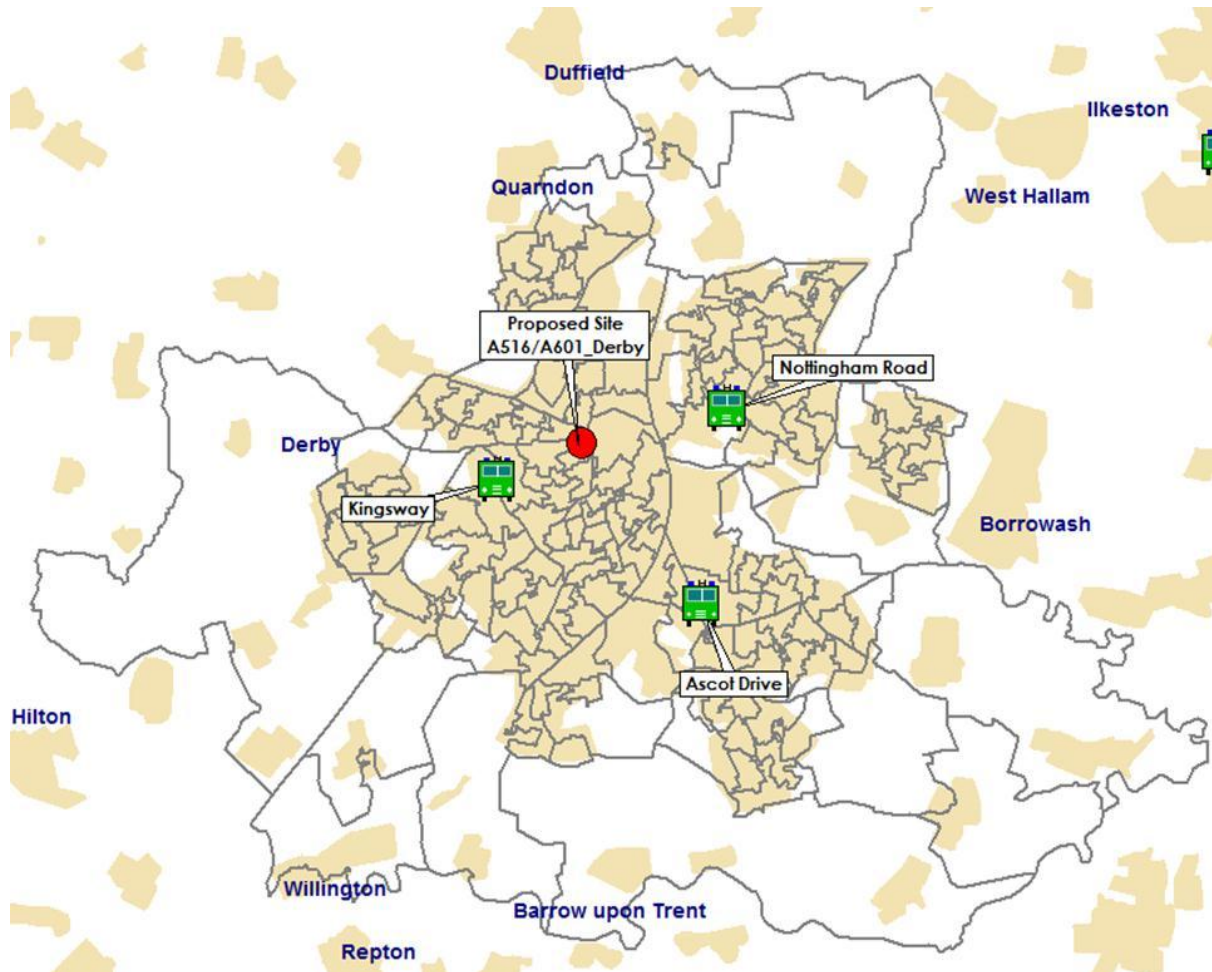 Duffield
Ilkeston
Quarndon
West Hallam
Proposed Site
A516/A601_Derby
Nottingham Road
Derby
Kingsway
Borrowash
Ascot Drive
Hilton
Willington
Barrow upon Trent
Repton